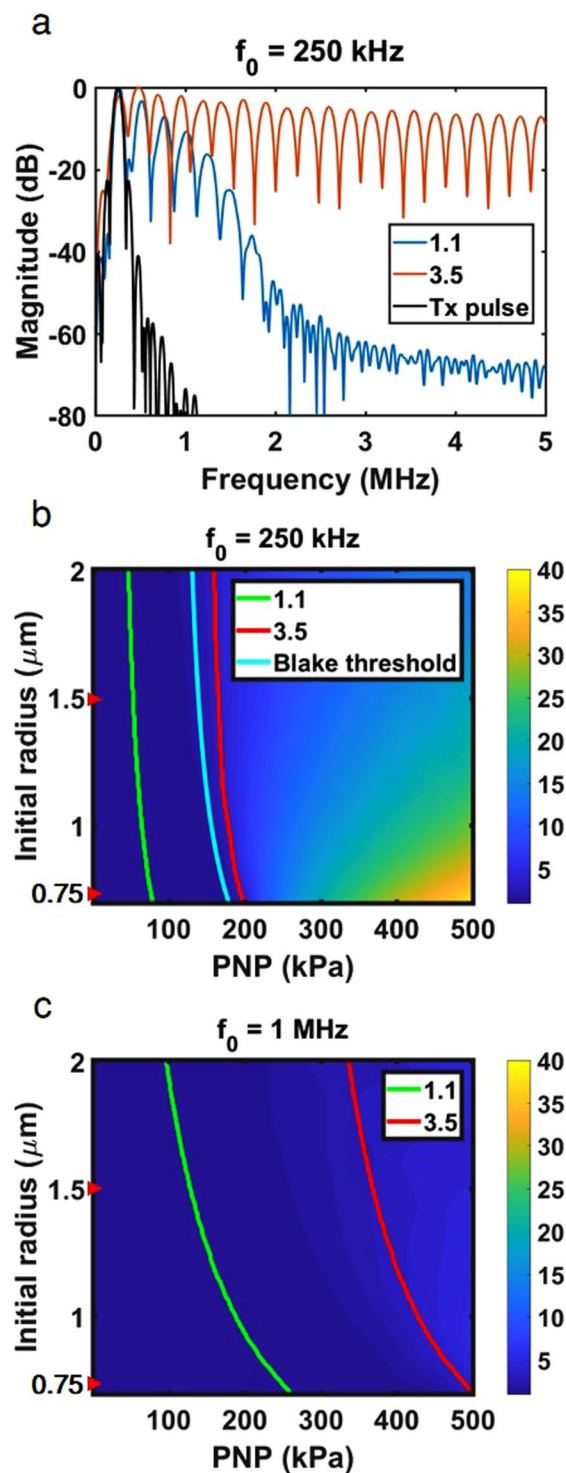 a
f₀ = 250 kHz
Magnitude (dB)
0
-20
-40
-60
-80
1.1
3.5
Tx pulse
0 1 2 3 4 5
Frequency (MHz)
b
f₀ = 250 kHz
Initial radius (μm)
2
1.5
1
0.75
1.1
3.5
Blake threshold
100 200 300 400 500
PNP (kPa)
40
35
30
25
20
15
10
5
c
f₀ = 1 MHz
Initial radius (μm)
2
1.5
1
0.75
1.1
3.5
100 200 300 400 500
PNP (kPa)
40
35
30
25
20
15
10
5